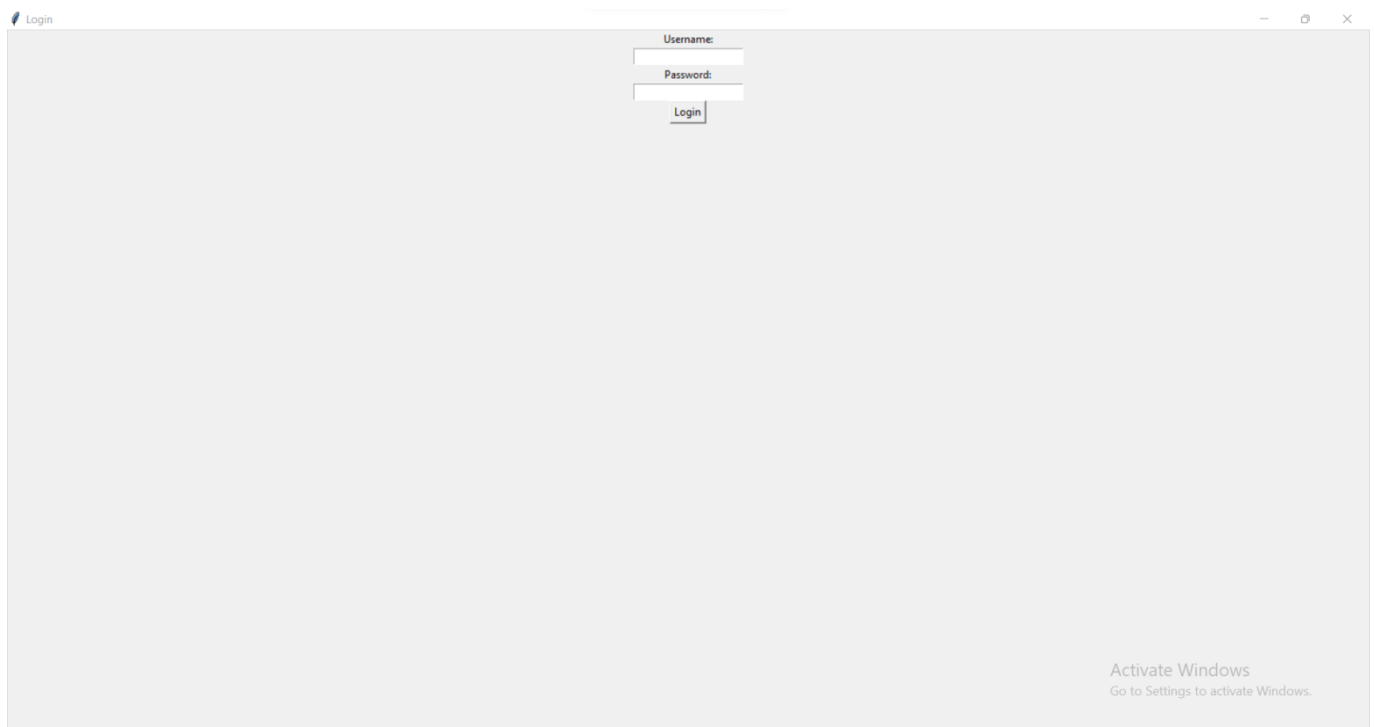 Login
Username:
Password:
Login
Activate Windows
Go to Settings to activate Windows.